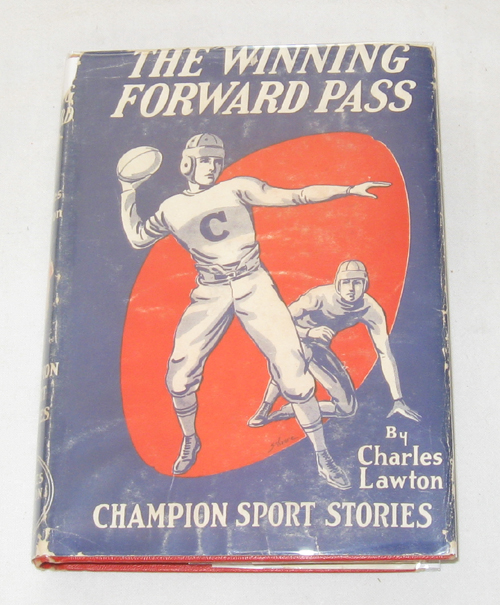 THE WINNING
FORWARD PASS
C
By
Charles
Lawton
CHAMPION SPORT STORIES